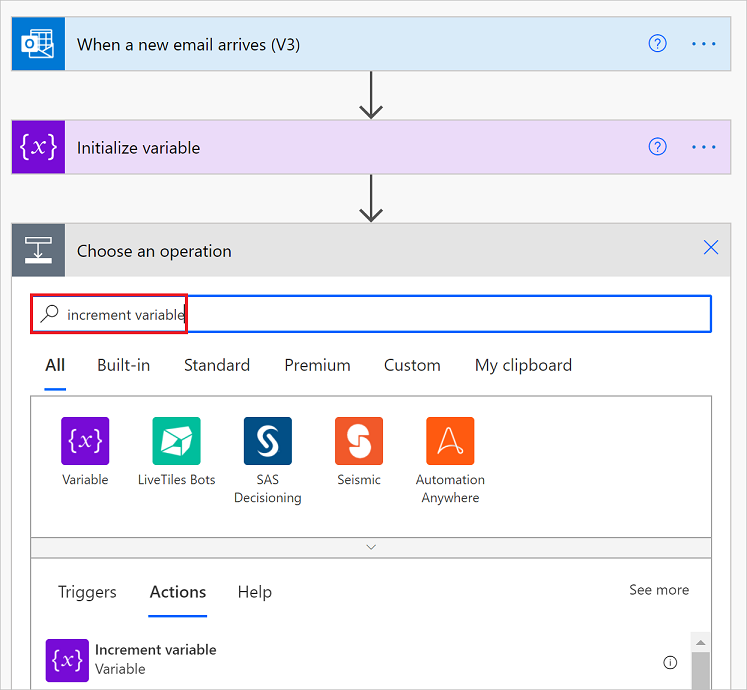 When a new email arrives (V3)
Initialize variable
Choose an operation
increment variable
All Built-in Standard Premium Custom My clipboard
Variable LiveTiles Bots SAS Decisioning Seismic Automation Anywhere
Triggers Actions Help See more
Increment variable
Variable